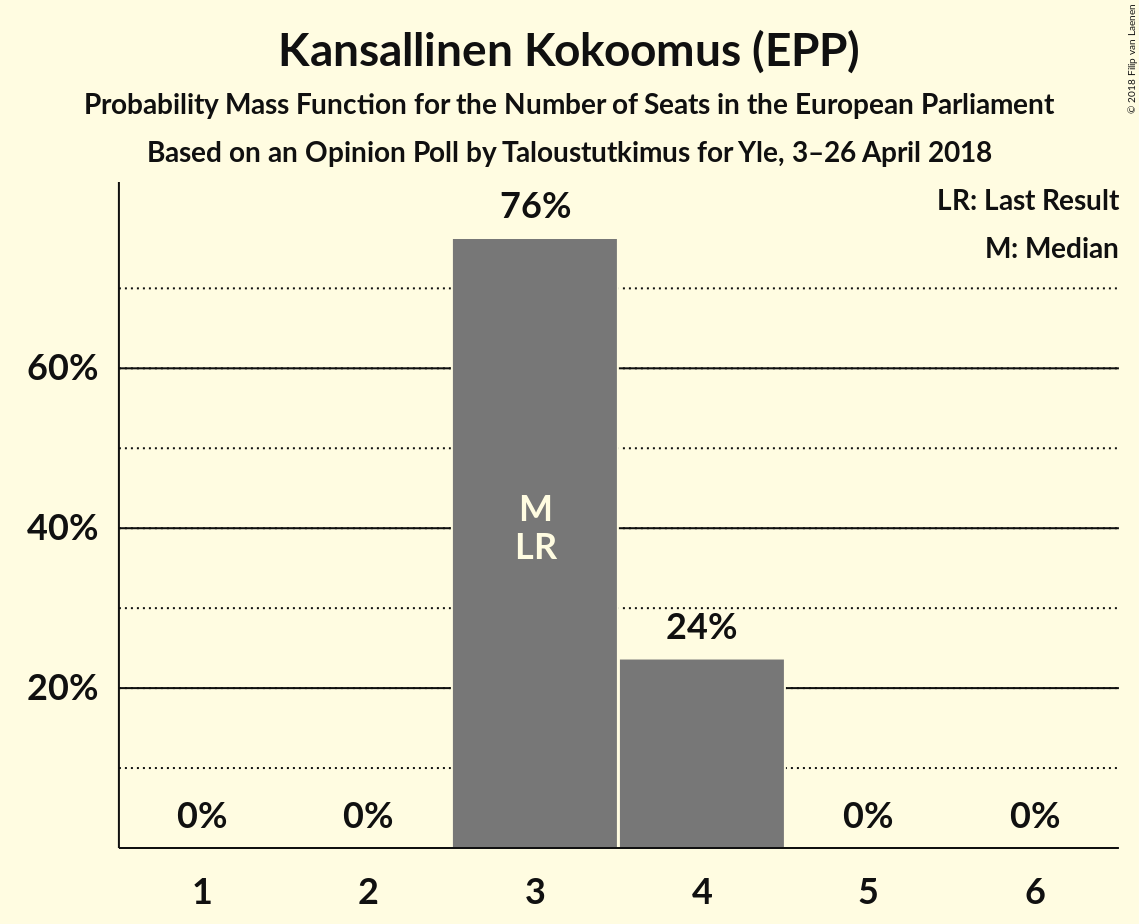 Kansallinen Kokoomus (EPP)
Probability Mass Function for the Number of Seats in the European Parliament
Based on an Opinion Poll by Taloustutkimus for Yle, 3–26 April 2018
© 2018 Filip van Laenen
LR: Last Result
M: Median
76%
60%
M
40%
LR
24%
20%
0%
0%
0%
0%
1
2
3
4
5
6